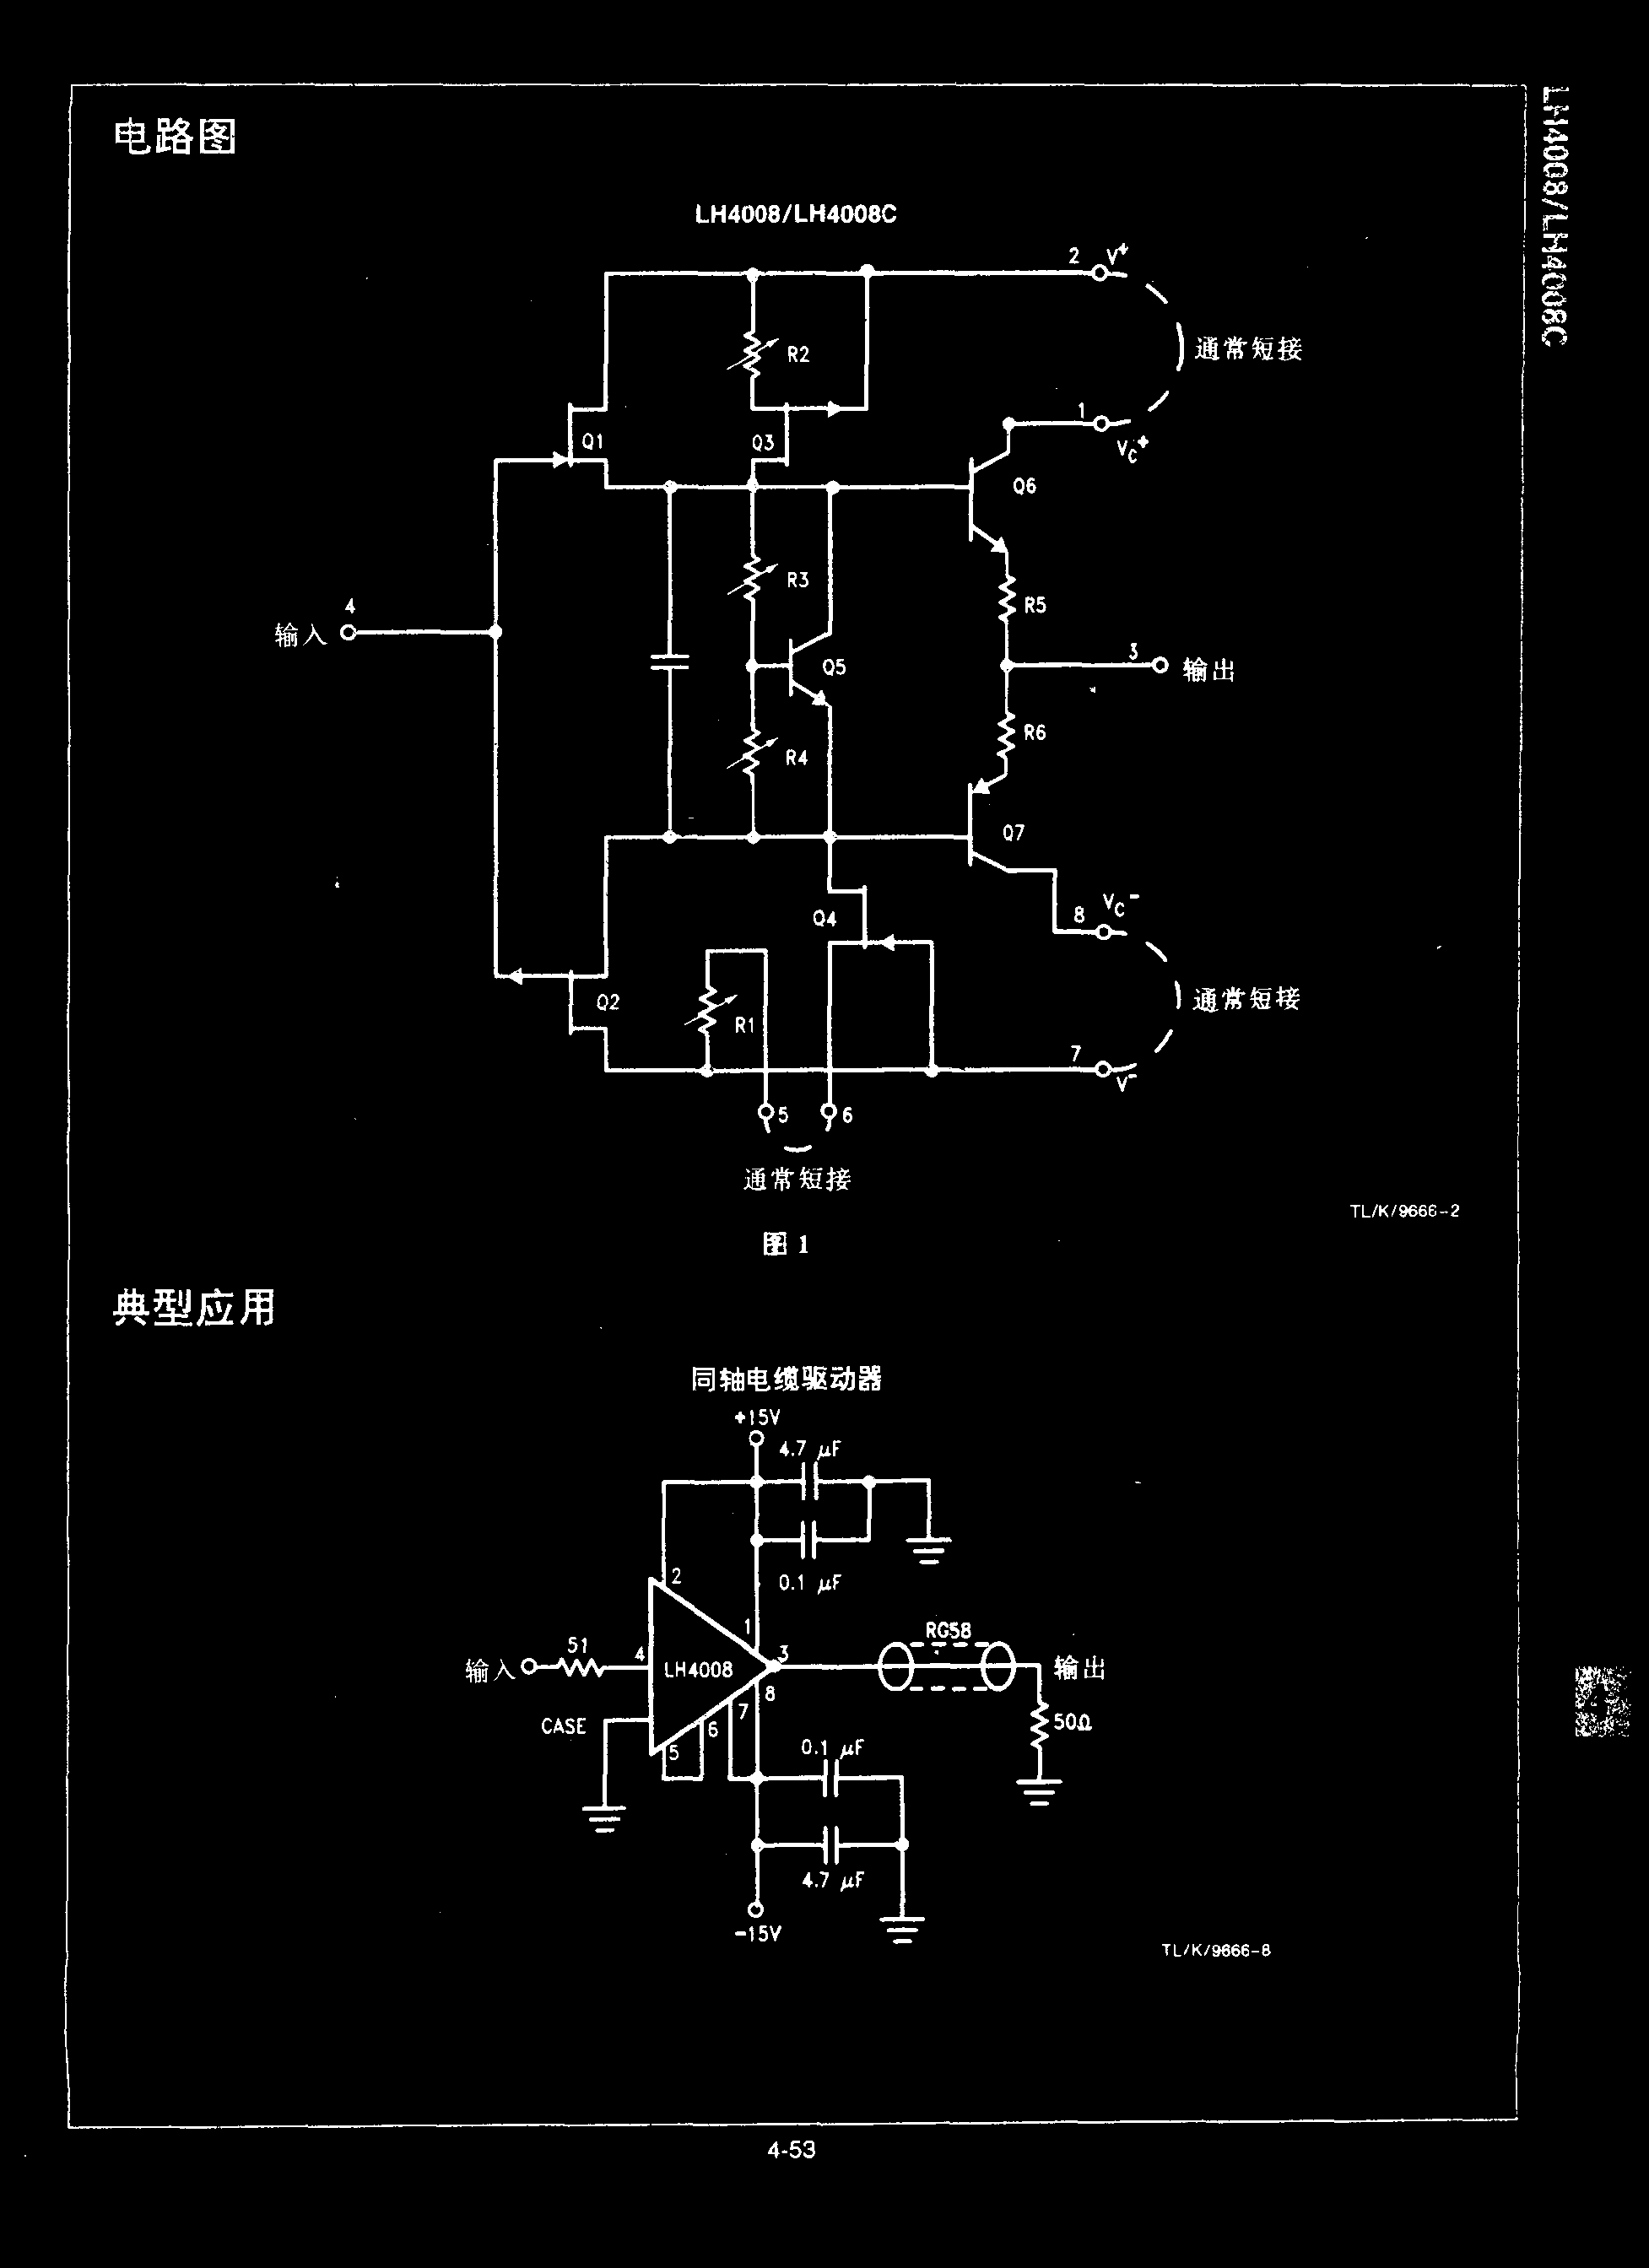 LH4008/LH4008C
电路图
LH4008/LH4008C
2 V+
R2
通常短接
1
VC+
Q1
Q3
Q6
R3
R5
4
输入
Q5
3
输出
R6
R4
Q7
VC-
8
Q4
Q2
R1
通常短接
7
V-
5
6
通常短接
TL/K/9666-2
图 1
典型应用
同轴电缆驱动器
+15V
4.7 μF
2
0.1 μF
1
RG58
51
4
3
输入
LH4008
输出
8
7
CASE
6
50Ω
5
0.1 μF
4.7 μF
-15V
TL/K/9666-8
4-53